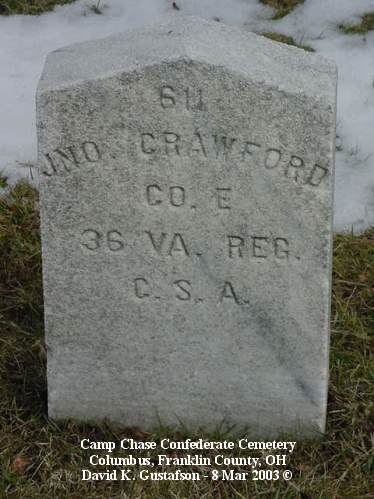 611
JNO. CRAWFORD
CO. E
36 VA. REG.
C. S. A.
Camp Chase Confederate Cemetery
Columbus, Franklin County, OH
David K. Gustafson - 8 Mar 2003 ©